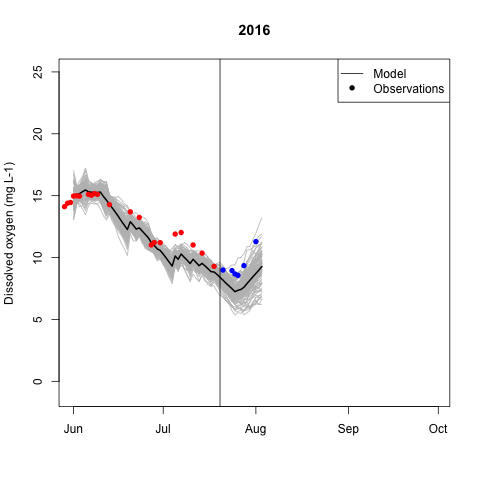 2016
Model
Observations
Dissolved oxygen (mg L-1)
25
20
15
10
5
0
Jun
Jul
Aug
Sep
Oct